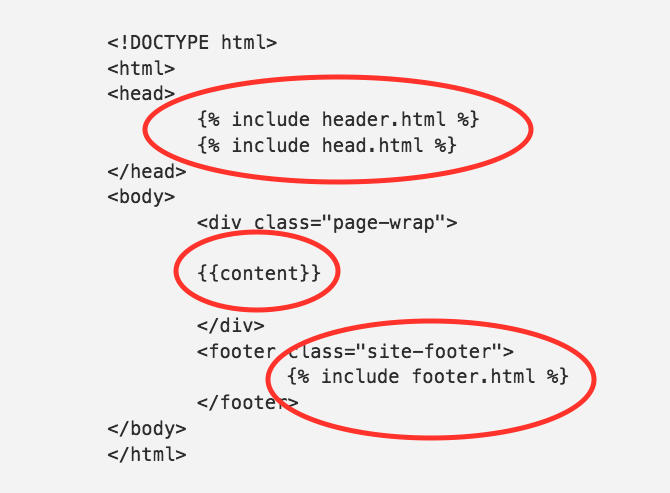 <!DOCTYPE html>
<html>
<head>
{% include header.html %}
{% include head.html %}
</head>
<body>
<div class="page-wrap">
{{content}}
</div>
<footer class="site-footer">
{% include footer.html %}
</footer>
</body>
</html>